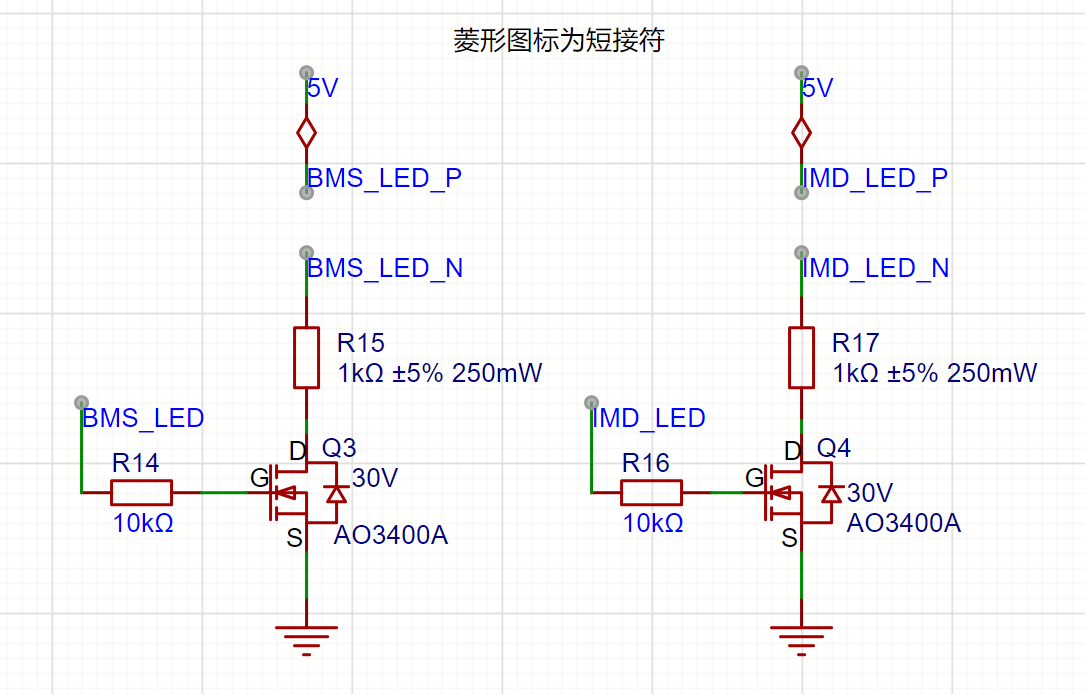 菱形图标为短接符
5V
5V
BMS_LED_P
IMD_LED_P
BMS_LED_N
IMD_LED_N
R15
1kΩ ±5% 250mW
R17
1kΩ ±5% 250mW
BMS_LED
IMD_LED
R14
10kΩ
D
Q3
G
30V
S
AO3400A
R16
10kΩ
D
Q4
G
30V
S
AO3400A